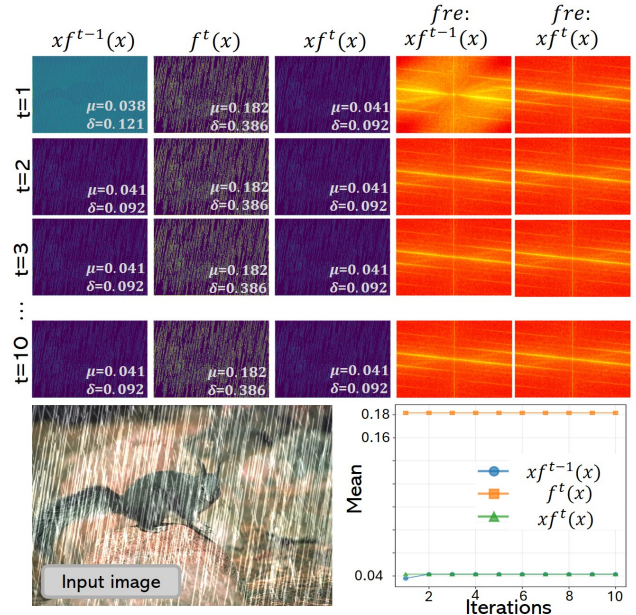 fre: fre:
xf^{t−1}(x) f^t(x) xf^t(x) xf^{t−1}(x) xf^t(x)
t=1
μ=0.038 μ=0.182 μ=0.041
δ=0.121 δ=0.386 δ=0.092
t=2
μ=0.041 μ=0.182 μ=0.041
δ=0.092 δ=0.386 δ=0.092
t=3
μ=0.041 μ=0.182 μ=0.041
δ=0.092 δ=0.386 δ=0.092
...
t=10
μ=0.041 μ=0.182 μ=0.041
δ=0.092 δ=0.386 δ=0.092
Input image
0.18
0.16
0.04
Mean
xf^{t−1}(x)
f^t(x)
xf^t(x)
0 2 4 6 8 10
Iterations